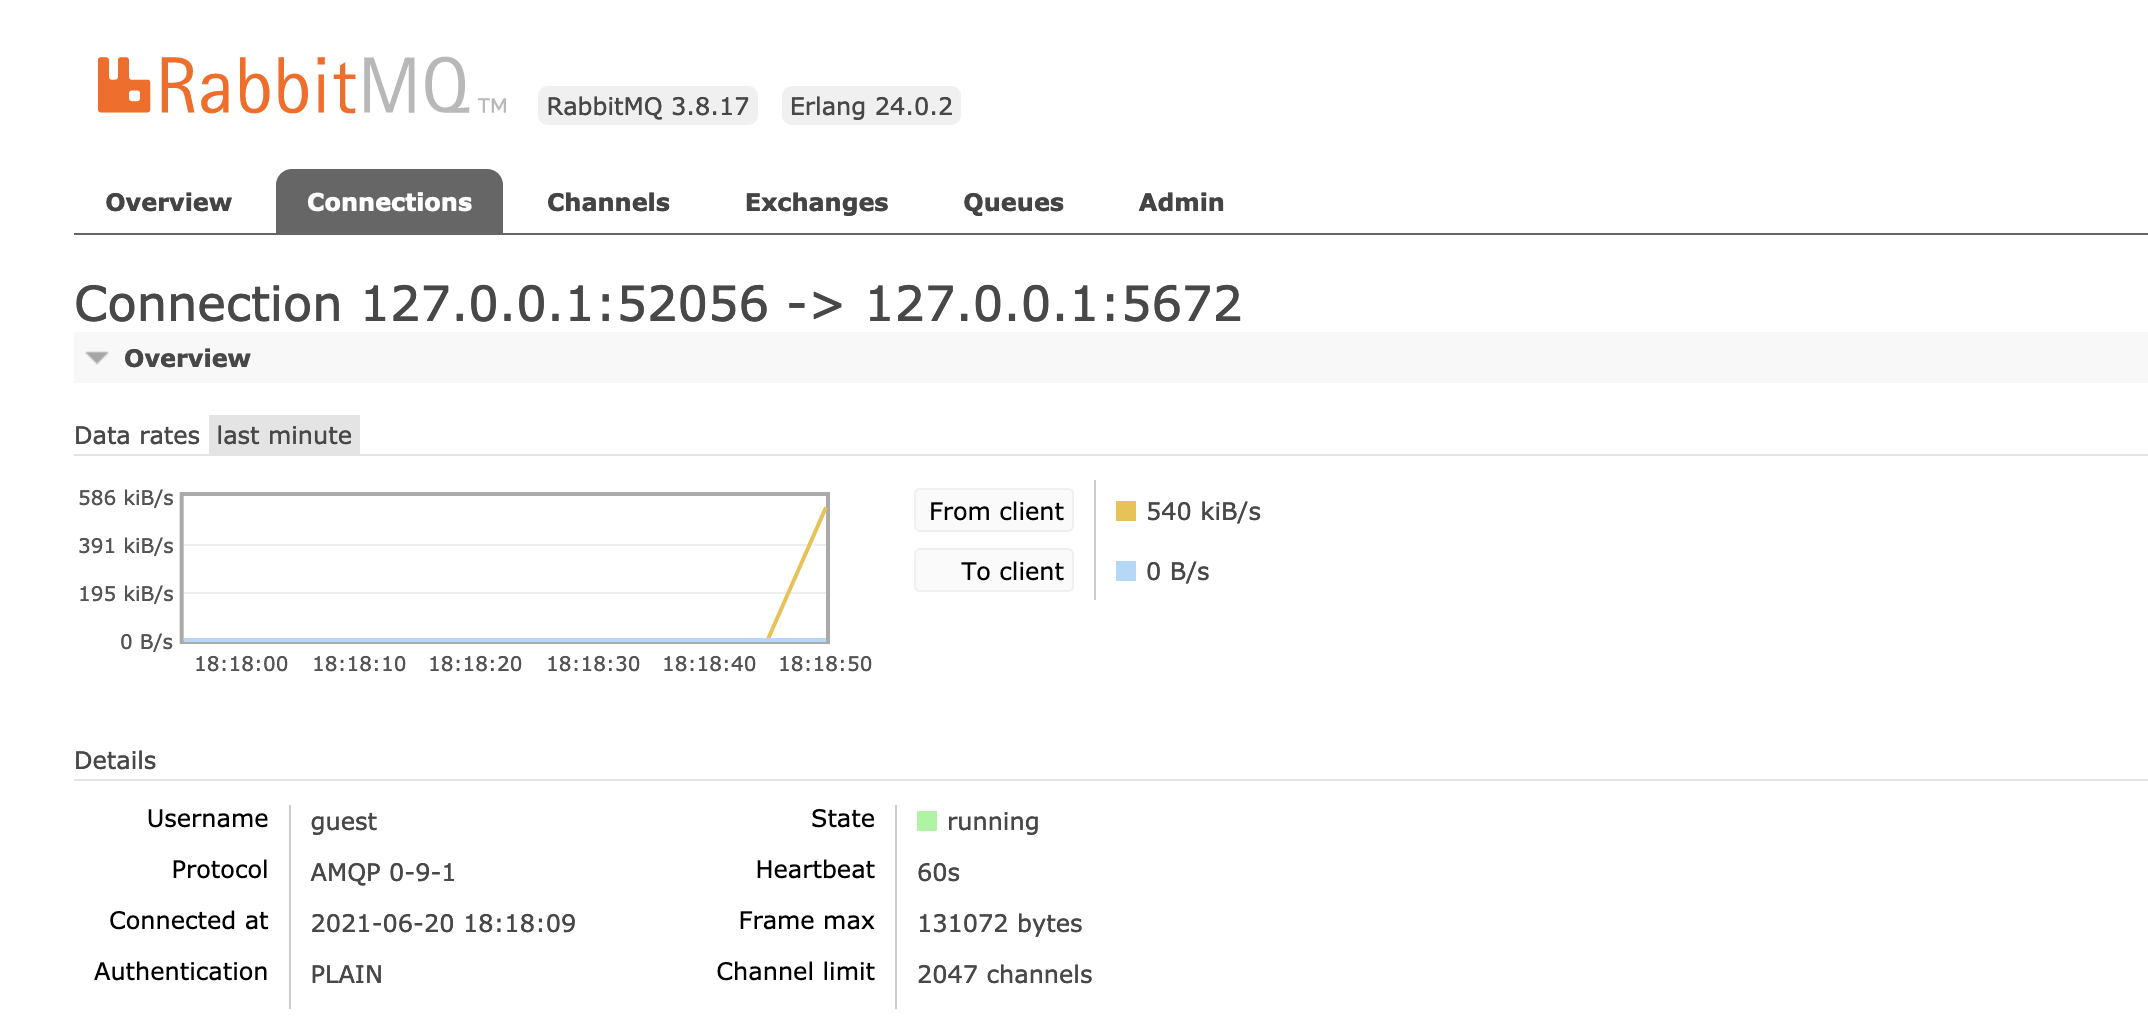 RabbitMQ TM RabbitMQ 3.8.17 Erlang 24.0.2
Overview Connections Channels Exchanges Queues Admin
Connection 127.0.0.1:52056 -> 127.0.0.1:5672
Overview
Data rates last minute
586 kiB/s
391 kiB/s
195 kiB/s
0 B/s
18:18:00 18:18:10 18:18:20 18:18:30 18:18:40 18:18:50
From client 540 kiB/s
To client 0 B/s
Details
Username guest
Protocol AMQP 0-9-1
Connected at 2021-06-20 18:18:09
Authentication PLAIN
State running
Heartbeat 60s
Frame max 131072 bytes
Channel limit 2047 channels